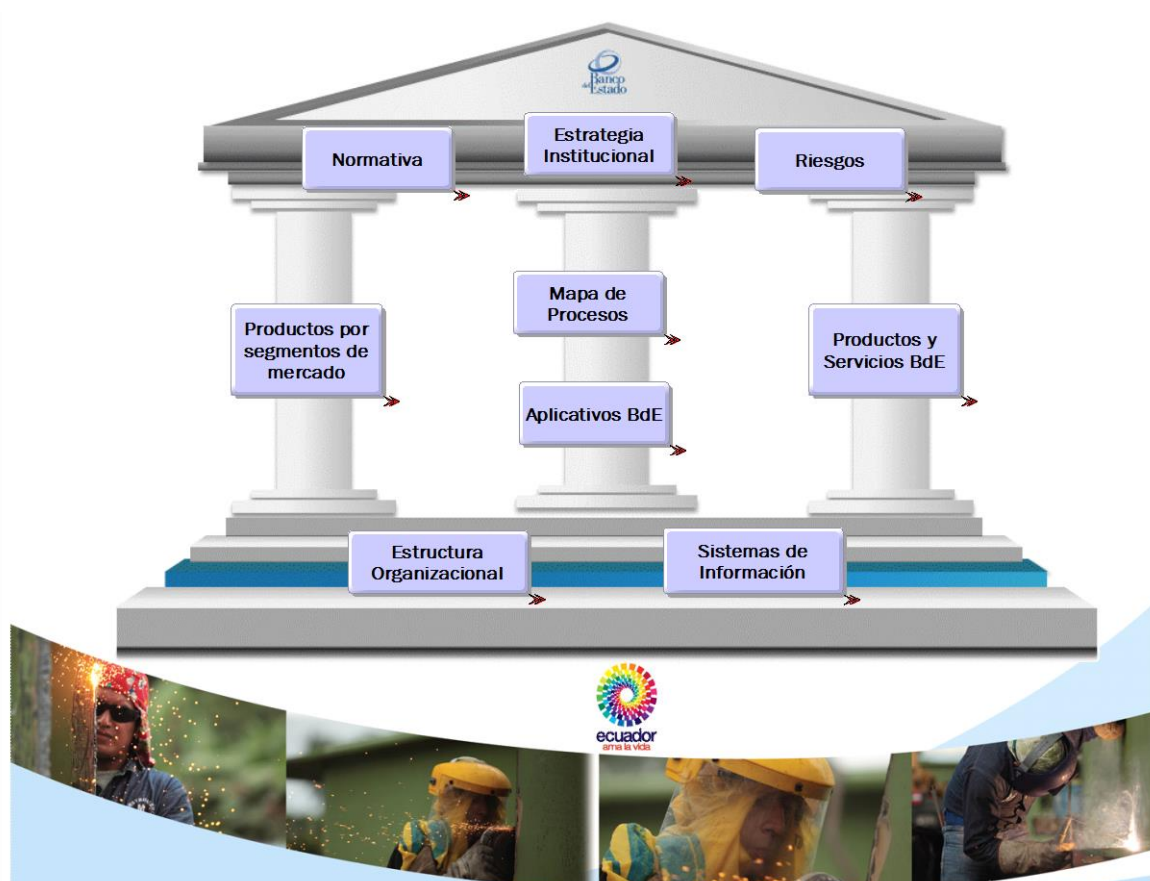 Banco
del Estado
Normativa
Estrategia
Institucional
Riesgos
Productos por
segmentos de
mercado
Mapa de
Procesos
Aplicativos BdE
Productos y
Servicios BdE
Estructura
Organizacional
Sistemas de
Información
ecuador
ama la vida